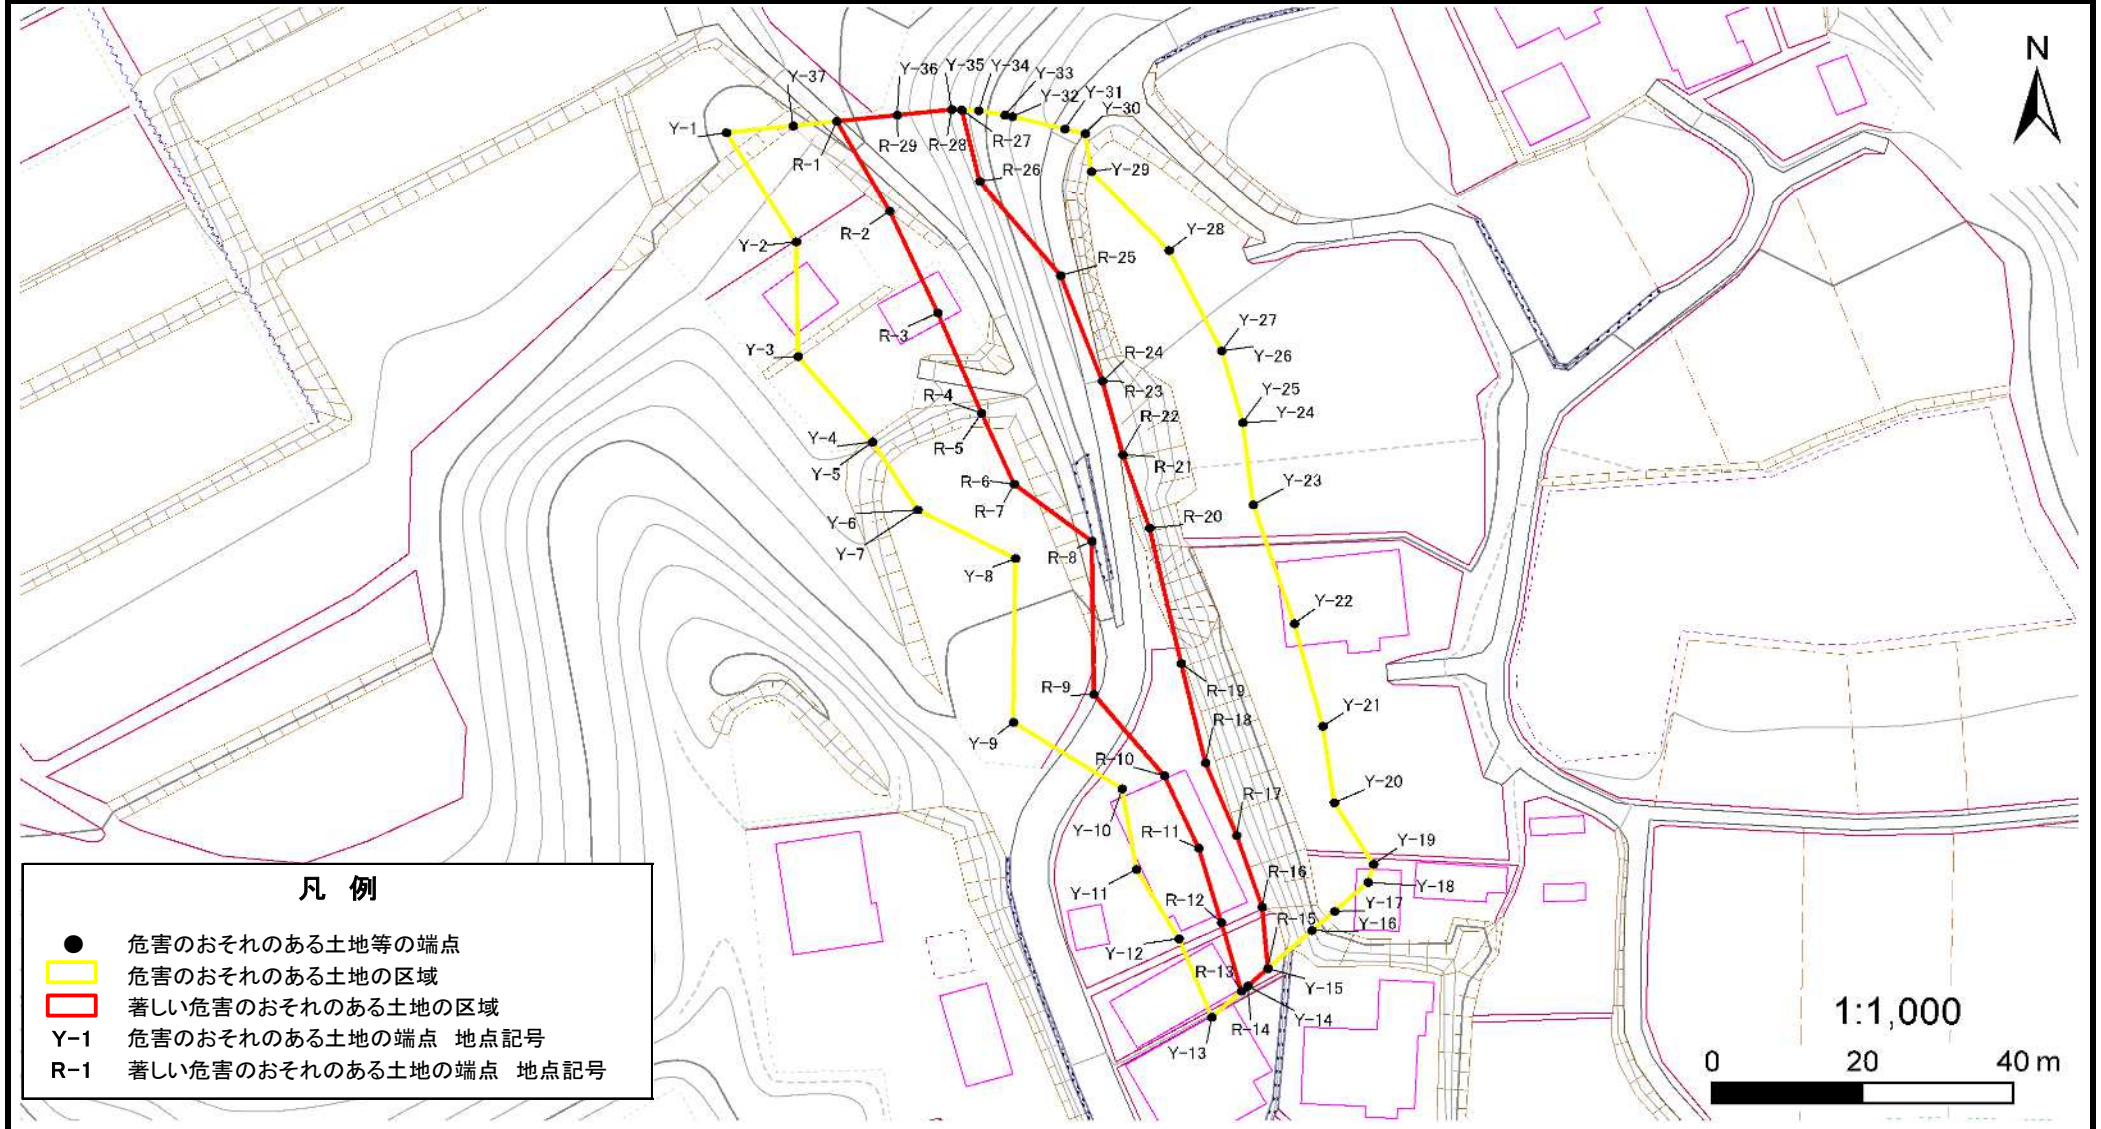 N
Y-37
Y-36
Y-35
Y-34
Y-33
Y-32
Y-31
Y-30
Y-1
R-1
R-29
R-28
R-27
R-26
Y-29
R-2
Y-2
Y-28
R-25
R-3
Y-27
Y-3
Y-26
R-24
R-23
R-4
Y-25
Y-24
R-5
R-22
Y-4
Y-5
R-21
R-6
Y-23
R-7
Y-6
R-20
Y-7
R-8
Y-8
Y-22
R-9
R-19
Y-21
R-18
Y-9
R-10
Y-20
Y-10
R-11
R-17
Y-19
Y-11
R-16
Y-18
R-12
Y-17
R-15
Y-16
Y-12
R-13
Y-15
R-14
Y-14
Y-13
凡 例
危害のおそれのある土地等の端点
危害のおそれのある土地の区域
著しい危害のおそれのある土地の区域
Y-1 危害のおそれのある土地の端点 地点記号
R-1 著しい危害のおそれのある土地の端点 地点記号
1:1,000
0 20 40 m